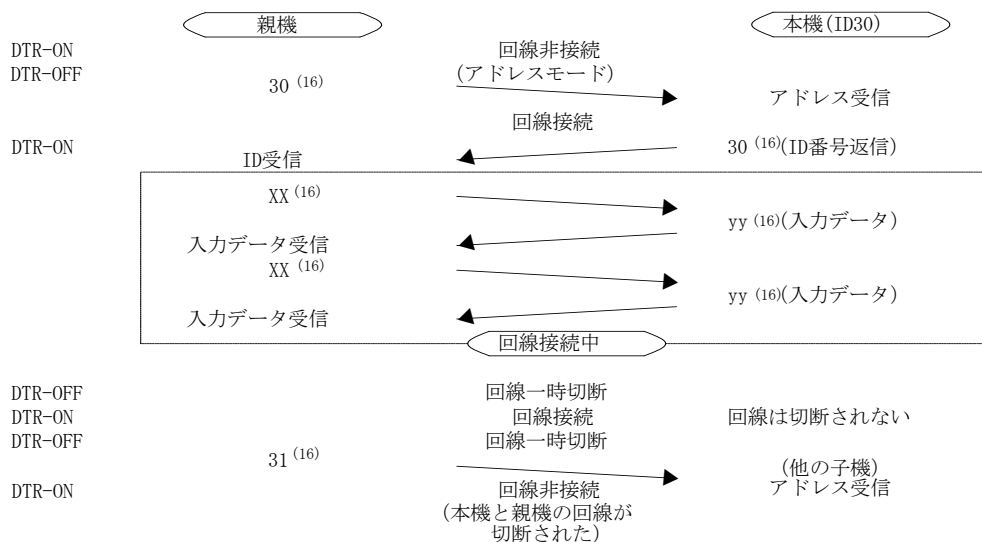 親機
本機(ID30)
DTR-ON
回線非接続
DTR-OFF
(アドレスモード)
30 (16)
アドレス受信
回線接続
DTR-ON
30 (16)(ID番号返信)
ID受信
XX (16)
yy (16)(入力データ)
入力データ受信
XX (16)
yy (16)(入力データ)
入力データ受信
回線接続中
DTR-OFF
回線一時切断
DTR-ON
回線接続
回線は切断されない
DTR-OFF
回線一時切断
31 (16)
(他の子機)
DTR-ON
回線非接続
アドレス受信
(本機と親機の回線が
切断された)